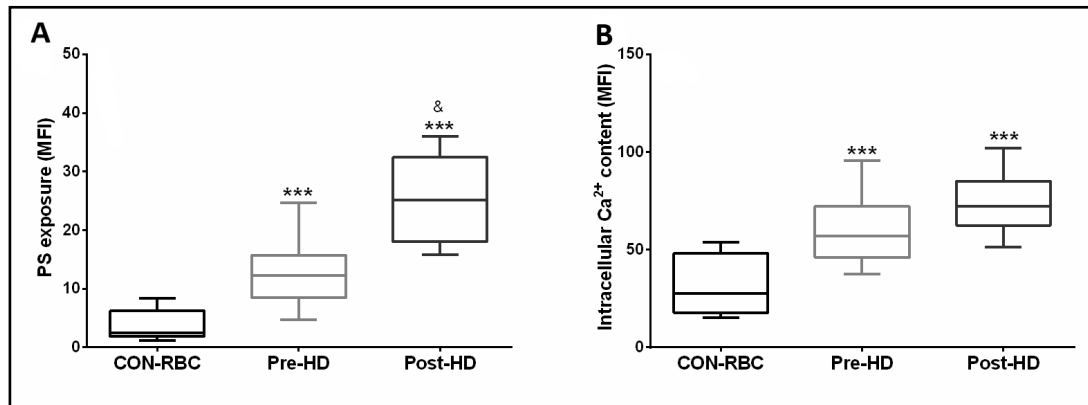 A
PS exposure (MFI)
50
40
30
20
10
0
***
&
***
CON-RBC
Pre-HD
Post-HD
B
Intracellular Ca²⁺ content (MFI)
150
100
50
0
***
***
CON-RBC
Pre-HD
Post-HD